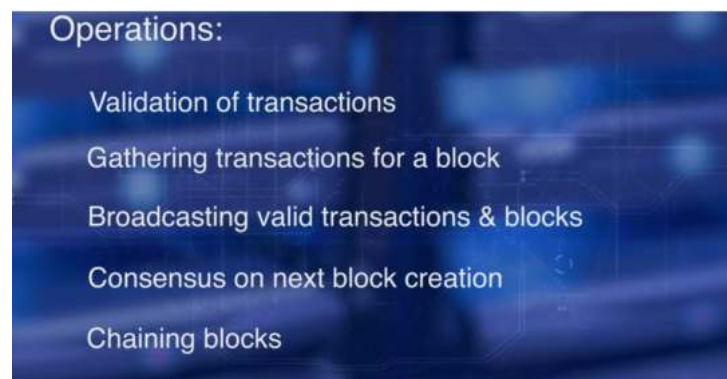 Operations:
Validation of transactions
Gathering transactions for a block
Broadcasting valid transactions & blocks
Consensus on next block creation
Chaining blocks